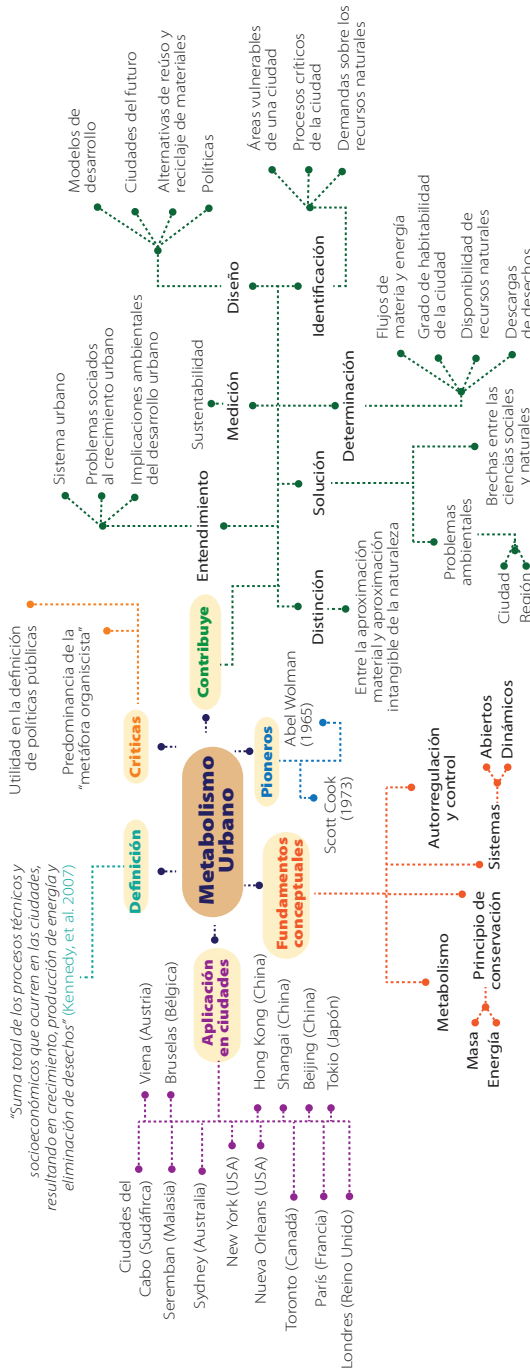 "Suma total de los procesos técnicos y
socioeconómicos que ocurren en las ciudades,
resultando en crecimiento, producción de energía y
eliminación de desechos" (Kennedy, et al. 2007)
Definición
Utilidad en la definición
de políticas públicas
Predominancia de la
"metáfora organiscista"
Criticas
Metabolismo
Urbano
Contribuye
Entendimiento
Sistema urbano
Problemas sociados
al crecimiento urbano
Implicaciones ambientales
del desarrollo urbano
Medición
Sustentabilidad
Diseño
Modelos de
desarrollo
Ciudades del futuro
Alternativas de reúso y
reciclaje de materiales
Políticas
Distinción
Entre la aproximación
material y aproximación
intangible de la naturaleza
Solución
Problemas
ambientales
Ciudad
Región
Brechas entre las
ciencias sociales
y naturales
Determinación
Flujos de
materia y energía
Grado de habitabilidad
de la ciudad
Disponibilidad de
recursos naturales
Descargas
de desechos
Identificación
Áreas vulnerables
de una ciudad
Procesos críticos
de la ciudad
Demandas sobre los
recursos naturales
Pioneros
Abel Wolman
(1965)
Scott Cook
(1973)
Fundamentos
conceptuales
Metabolismo
Principio de
conservación
Masa
Energía
Sistemas
Abiertos
Dinámicos
Autorregulación
y control
Aplicación
en ciudades
Ciudades del
Cabo (Sudáfirca)
Seremban (Malasia)
Sydney (Australia)
New York (USA)
Nueva Orleans (USA)
Toronto (Canadá)
París (Francia)
Londres (Reino Unido)
Viena (Austria)
Bruselas (Bélgica)
Hong Kong (China)
Shangai (China)
Beijing (China)
Tokio (Japón)